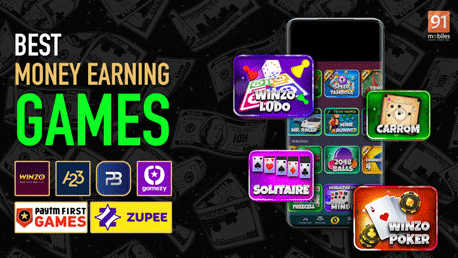 BEST
MONEY EARNING
GAMES
91
mobiles
WINZO
A23
PB
gamezy
Paytm FIRST
GAMES
ZUPEE
WINZO
LUDO
CARROM
SOLITAIRE
WINZO
POKER
MR. RACER
MINE
RUNNER
2048
BALLS
FREECELL
MIND